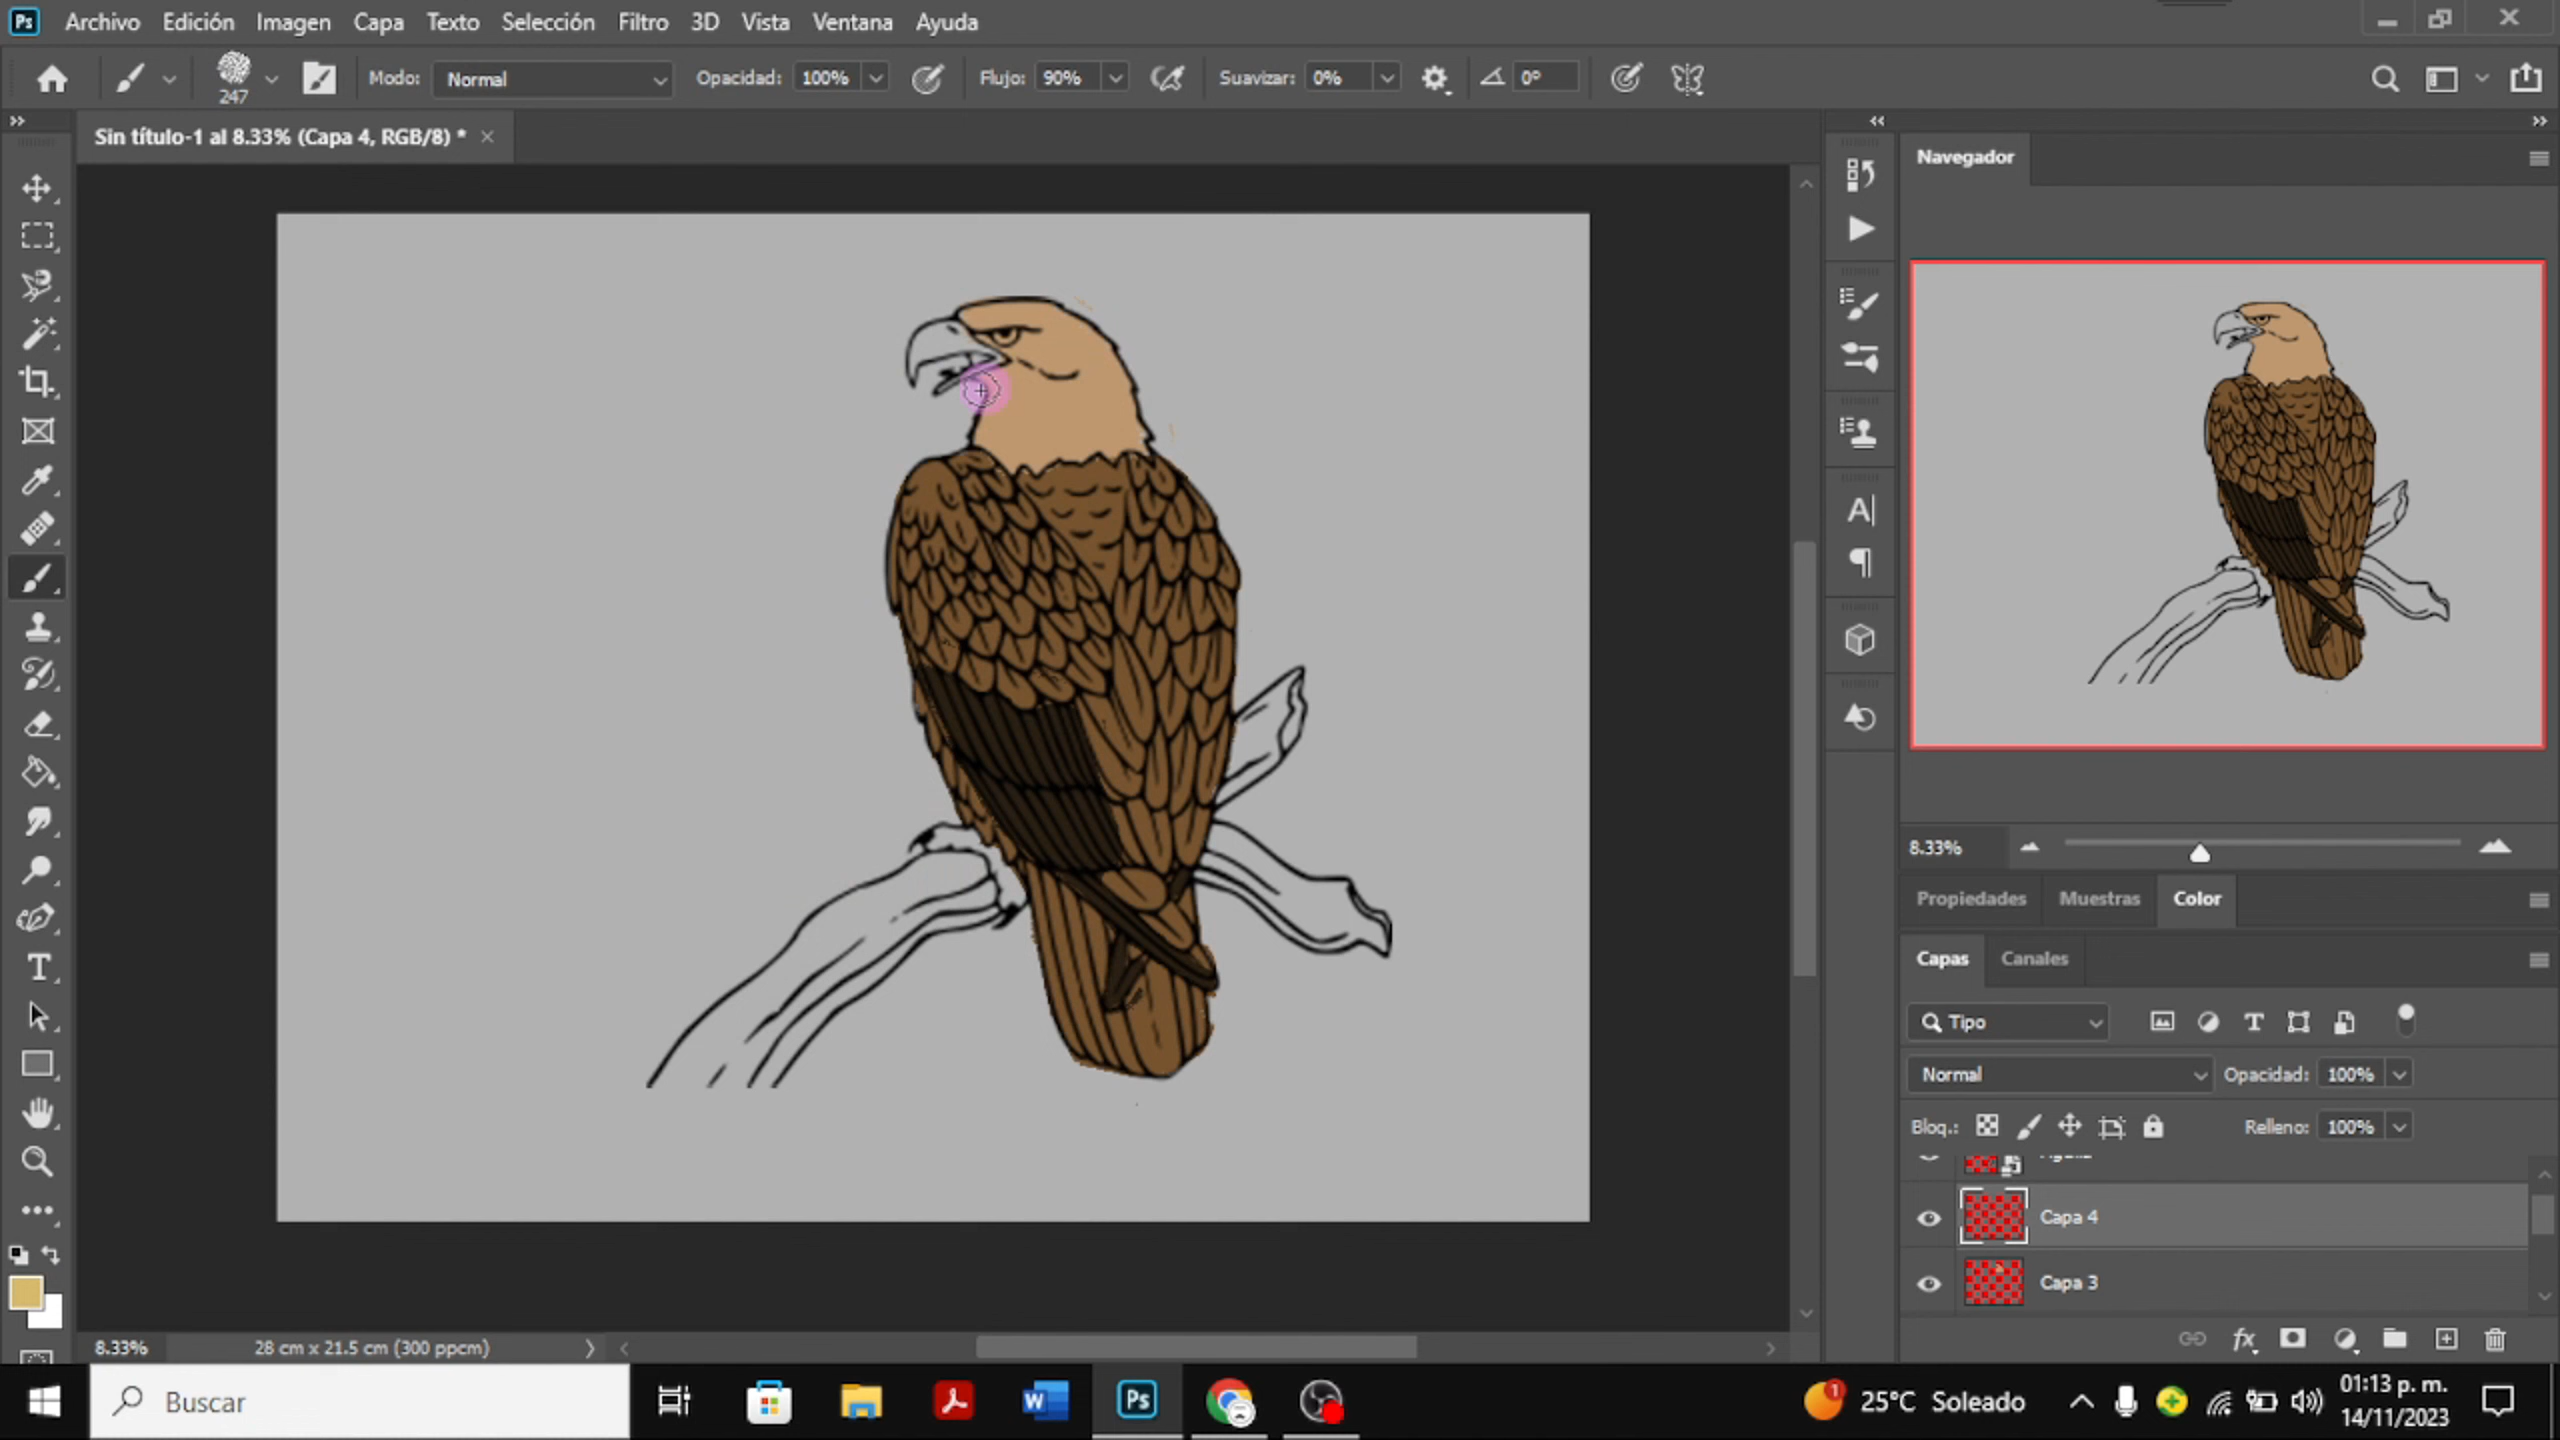 Ps Archivo Edición Imagen Capa Texto Selección Filtro 3D Vista Ventana Ayuda
247 Modo: Normal Opacidad: 100% Flujo: 90% Suavizar: 0% 0°
Sin título-1 al 8.33% (Capa 4, RGB/8) * ×
Navegador
8.33%
Propiedades Muestras Color
Capas Canales
Tipo
Normal Opacidad: 100%
Bloq.: Relleno: 100%
Capa 4
Capa 3
8.33% 28 cm x 21.5 cm (300 ppcm)
Buscar
Ps
25°C Soleado
01:13 p. m.
14/11/2023